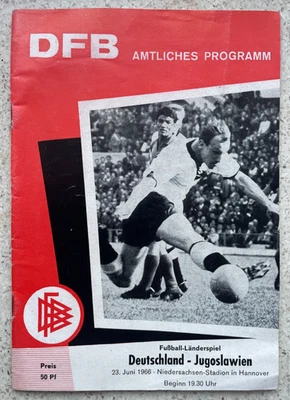 DFB AMTLICHES PROGRAMM
DFB
Preis
50 Pf
Fußball-Länderspiel
Deutschland - Jugoslawien
23. Juni 1966 - Niedersachsen-Stadion in Hannover
Beginn 19.30 Uhr